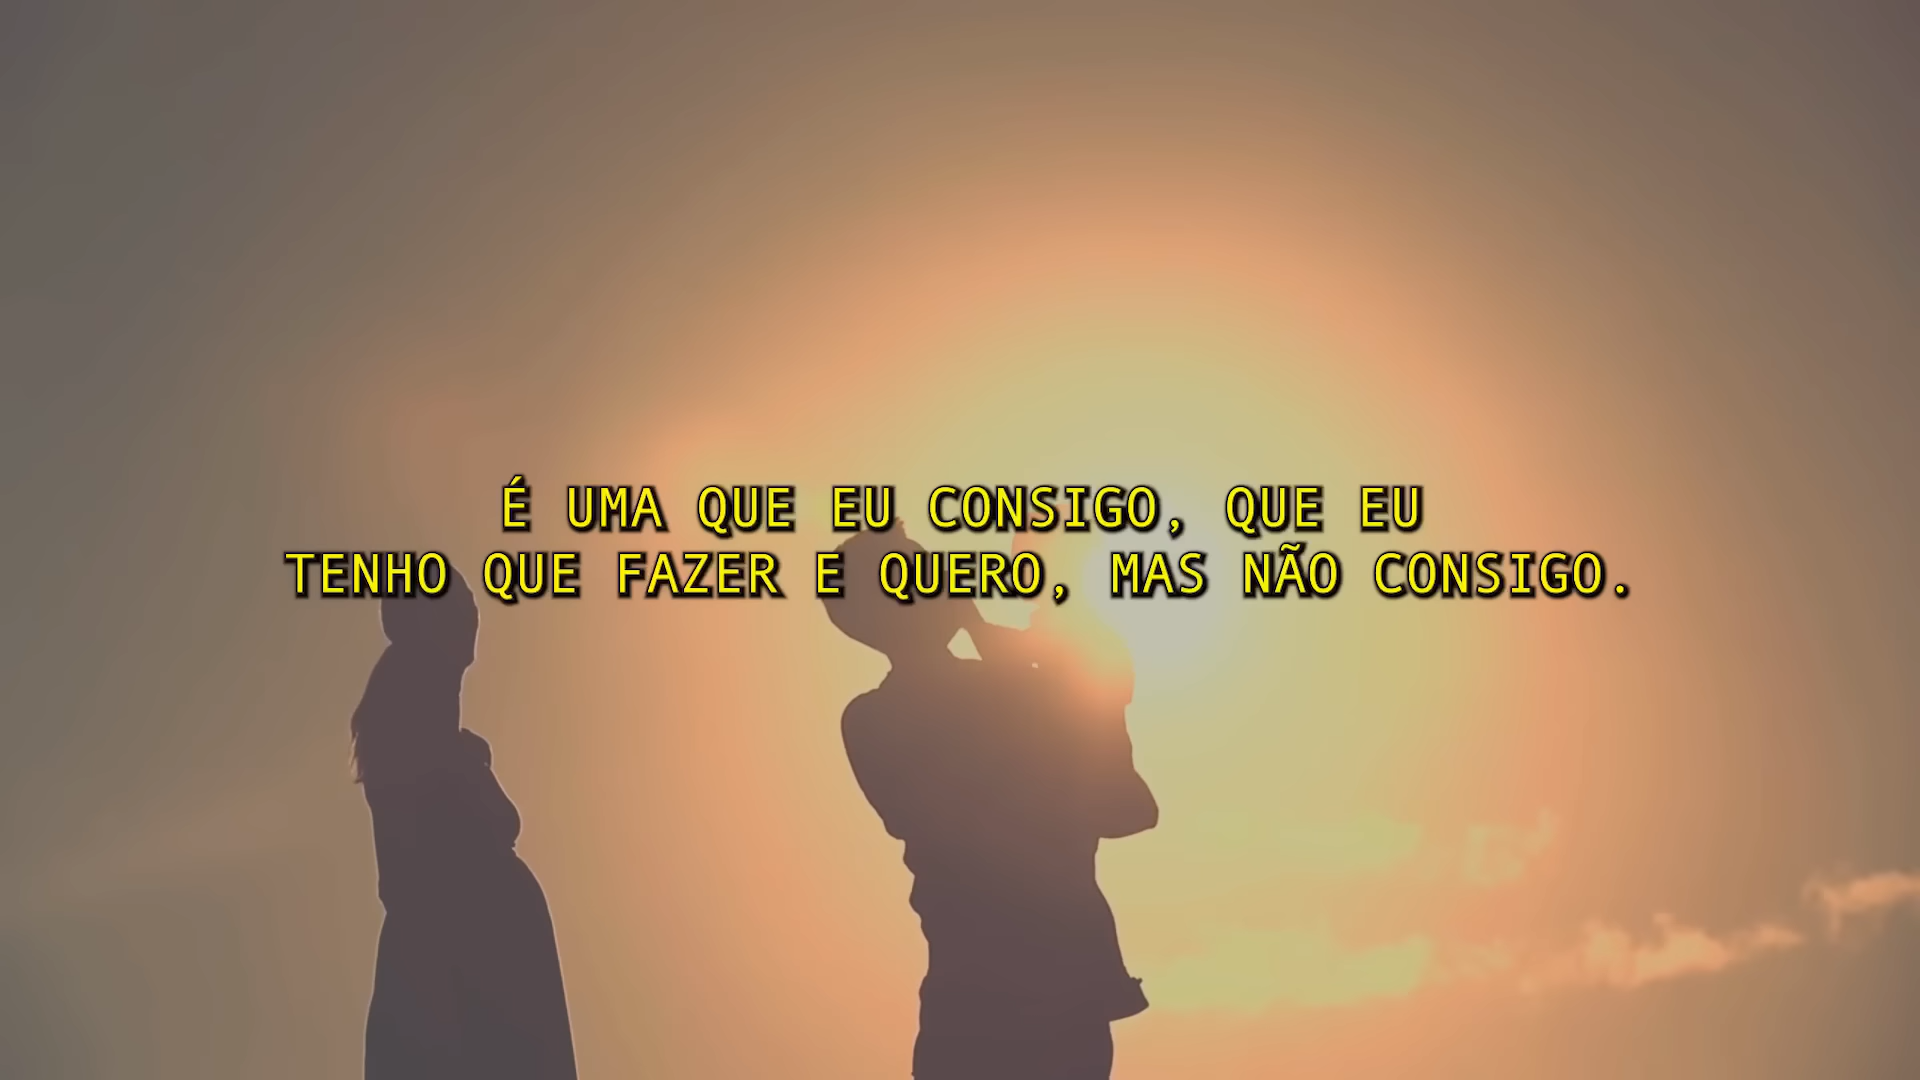 É UMA QUE EU CONSIGO, QUE EU
TENHO QUE FAZER E QUERO, MAS NÃO CONSIGO.